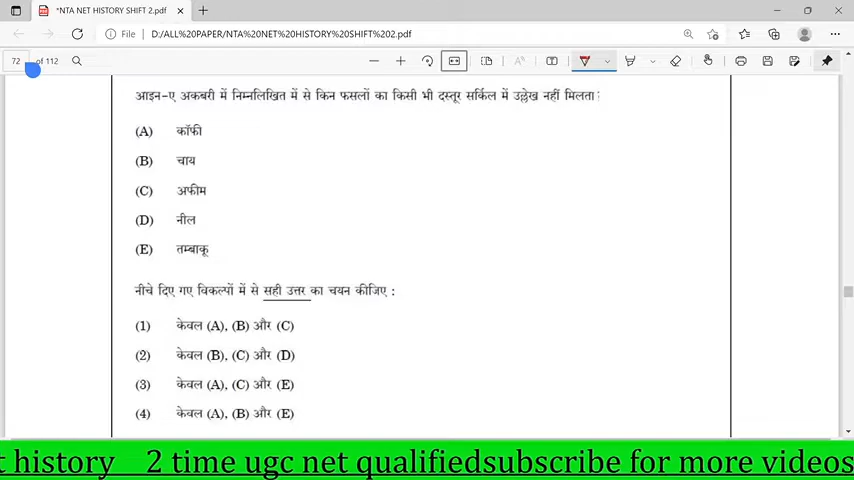 *NTA NET HISTORY SHIFT 2.pdf
File D:/ALL%20PAPER/NTA%20NET%20HISTORY%20SHIFT%202.pdf
72 of 112
आइन-ए अकबरी में निम्नलिखित में से किन फसलों का किसी भी दस्तूर सर्किल में उल्लेख नहीं मिलता :
(A) कॉफी
(B) चाय
(C) अफीम
(D) नील
(E) तम्बाकू
नीचे दिए गए विकल्पों में से सही उत्तर का चयन कीजिए :
(1) केवल (A), (B) और (C)
(2) केवल (B), (C) और (D)
(3) केवल (A), (C) और (E)
(4) केवल (A), (B) और (E)
t history 2 time ugc net qualifiedsubscribe for more videos